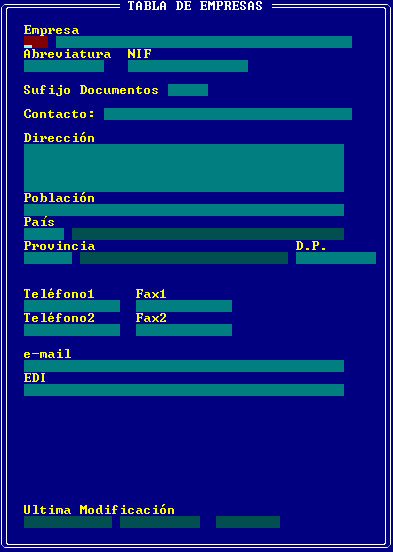 TABLA DE EMPRESAS
Empresa
Abreviatura NIF
Sufijo Documentos
Contacto:
Dirección
Población
País
Provincia D.P.
Teléfono1 Fax1
Teléfono2 Fax2
e-mail
EDI
Ultima Modificación